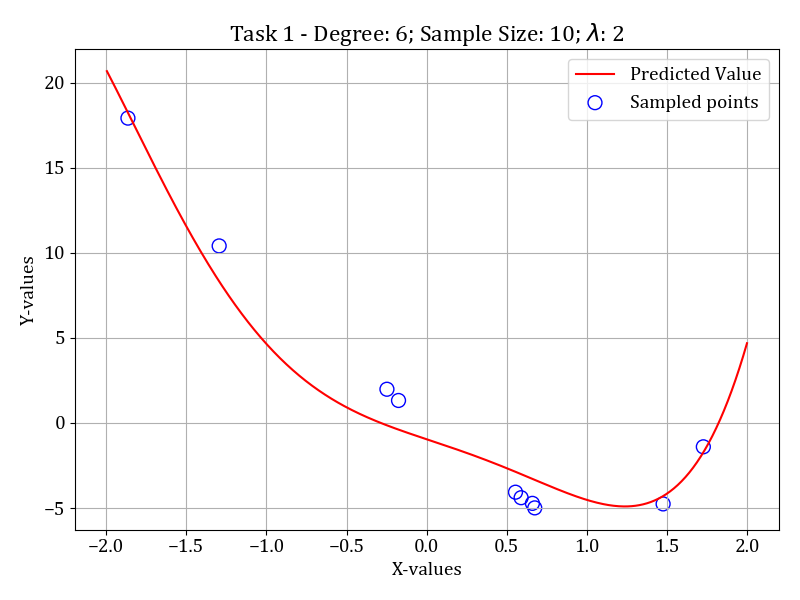 Task 1 - Degree: 6; Sample Size: 10; λ: 2
Predicted Value
Sampled points
20
15
10
5
0
−5
Y-values
−2.0 −1.5 −1.0 −0.5 0.0 0.5 1.0 1.5 2.0
X-values